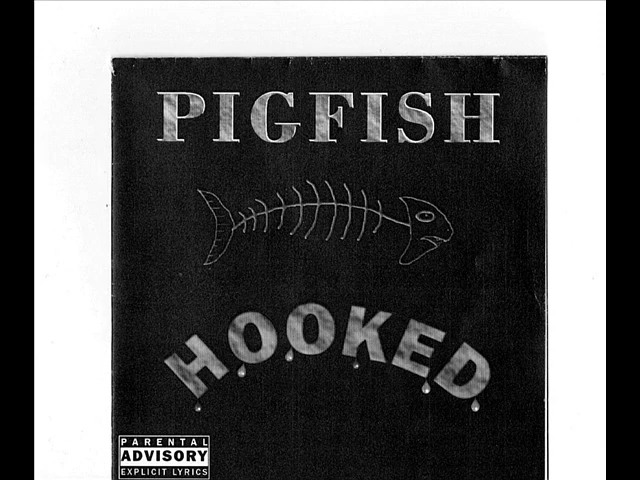 PIGFISH
HOOKED
PARENTAL
ADVISORY
EXPLICIT LYRICS